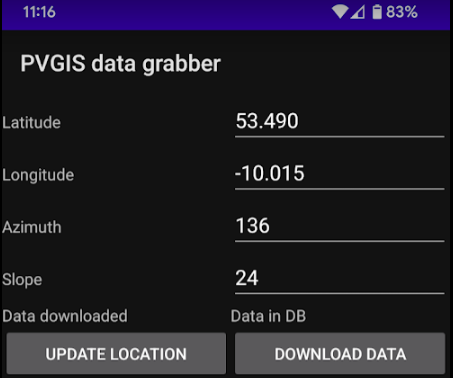 11:16 83%
PVGIS data grabber
Latitude 53.490
Longitude -10.015
Azimuth 136
Slope 24
Data downloaded Data in DB
UPDATE LOCATION DOWNLOAD DATA